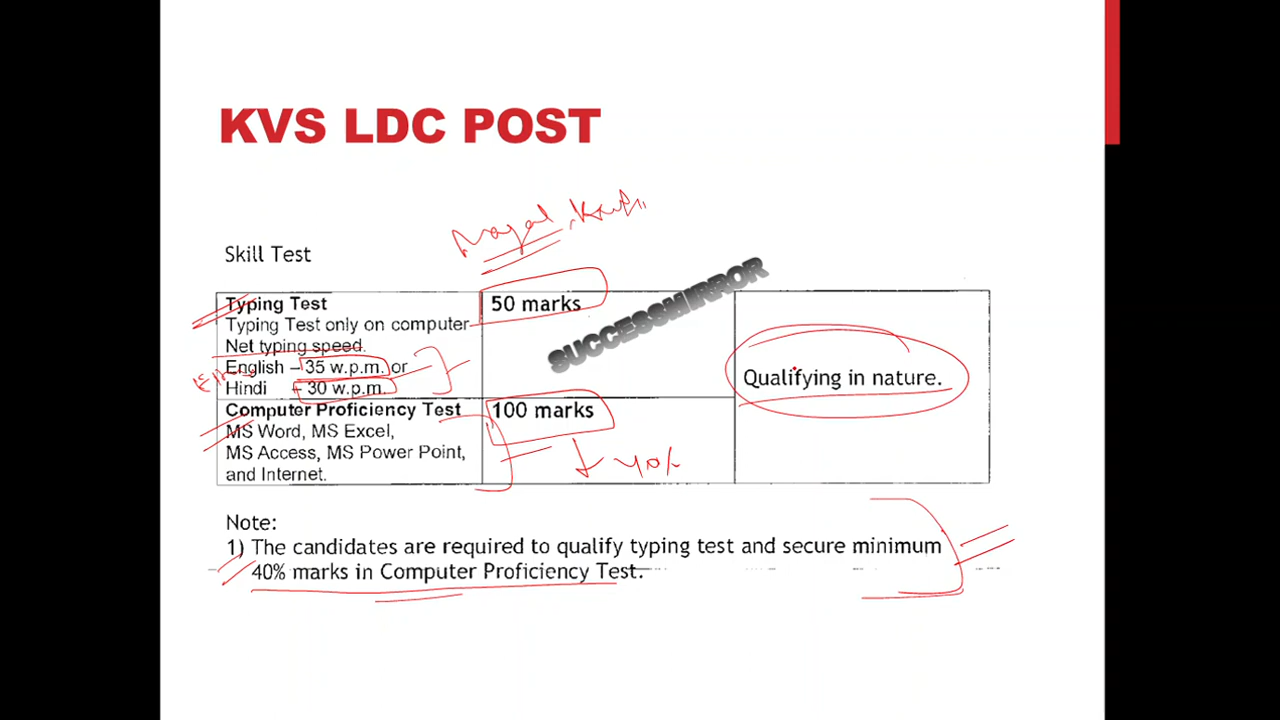 KVS LDC POST
Skill Test
Typing Test
Typing Test only on computer
Net typing speed.
English – 35 w.p.m. or
Hindi – 30 w.p.m.
50 marks
Qualifying in nature.
Computer Proficiency Test
MS Word, MS Excel,
MS Access, MS Power Point,
and Internet.
100 marks
40%
SUCCESSMIRROR
Note:
1) The candidates are required to qualify typing test and secure minimum
40% marks in Computer Proficiency Test.